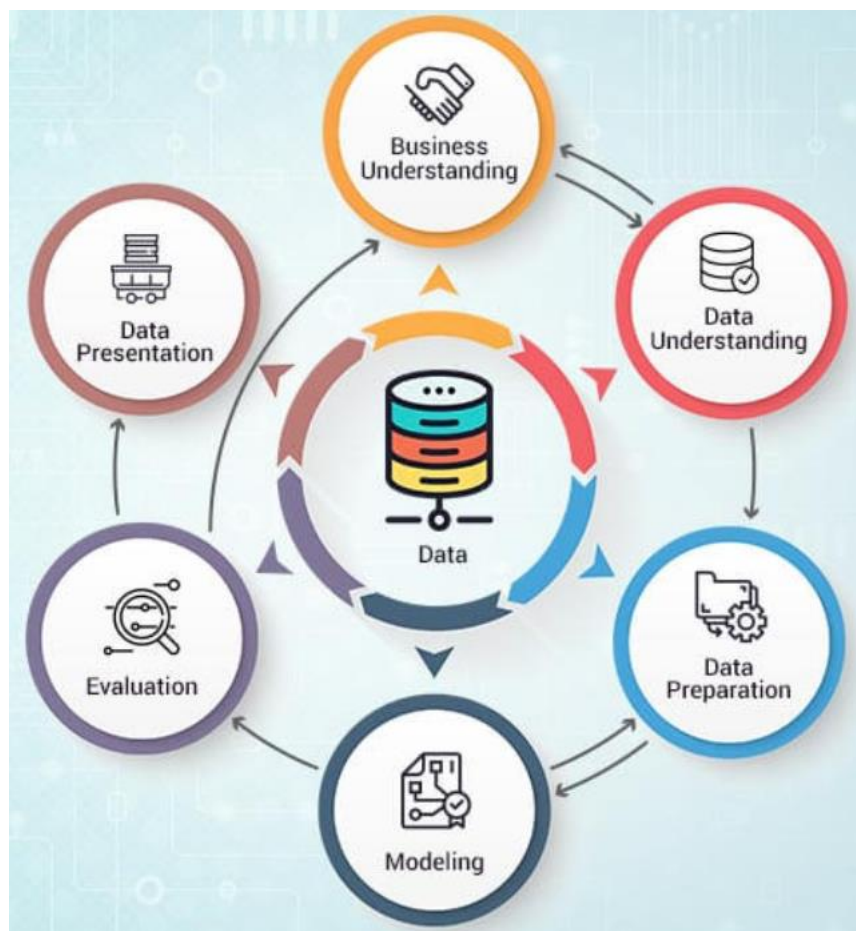 Business
Understanding
Data
Understanding
Data
Preparation
Modeling
Evaluation
Data
Presentation
Data